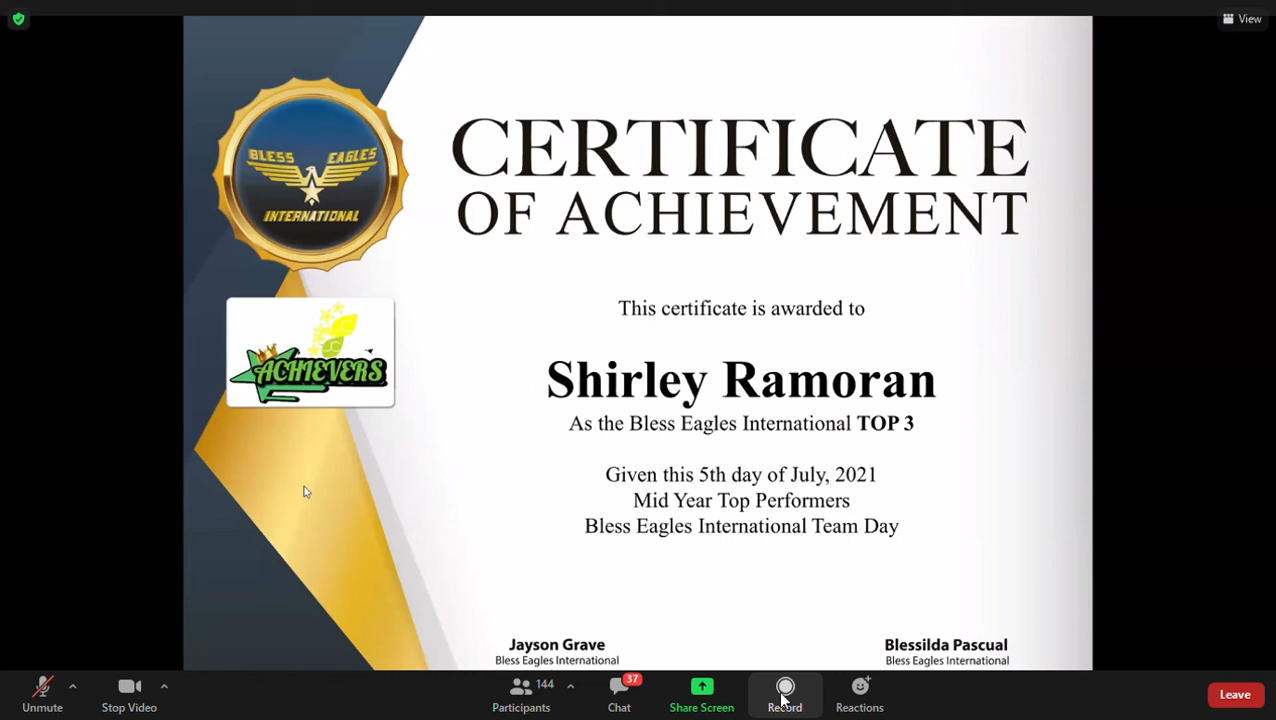 View
BLESS EAGLES
INTERNATIONAL
CERTIFICATE
OF ACHIEVEMENT
This certificate is awarded to
JC
JC
ACHIEVERS
Shirley Ramoran
As the Bless Eagles International TOP 3
Given this 5th day of July, 2021
Mid Year Top Performers
Bless Eagles International Team Day
Jayson Grave
Bless Eagles International
Blessilda Pascual
Bless Eagles International
Unmute
Stop Video
144
Participants
37
Chat
Share Screen
Record
Reactions
Leave